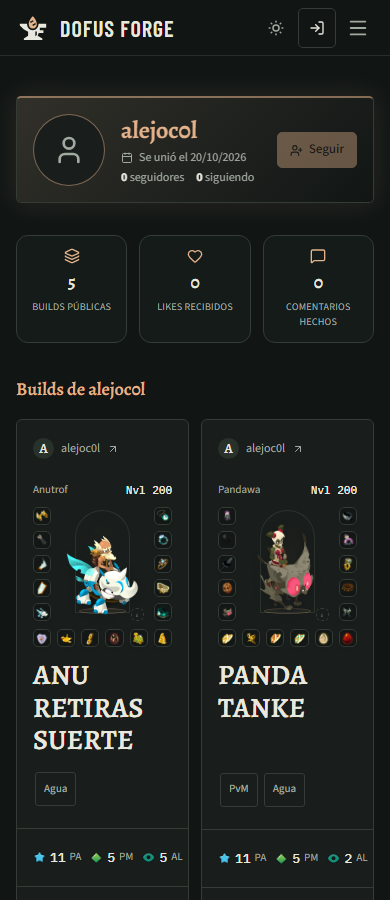 DOFUS FORGE
alejocol
Se unió el 20/10/2026
0 seguidores 0 siguiendo
Seguir
5
BUILDS PÚBLICAS
0
LIKES RECIBIDOS
0
COMENTARIOS
HECHOS
Builds de alejocol
A alejoc0l
Anutrof Nvl 200
ANU
RETIRAS
SUERTE
Agua
11 PA 5 PM 5 AL
A alejoc0l
Pandawa Nvl 200
PANDA
TANKE
PvM Agua
11 PA 5 PM 2 AL